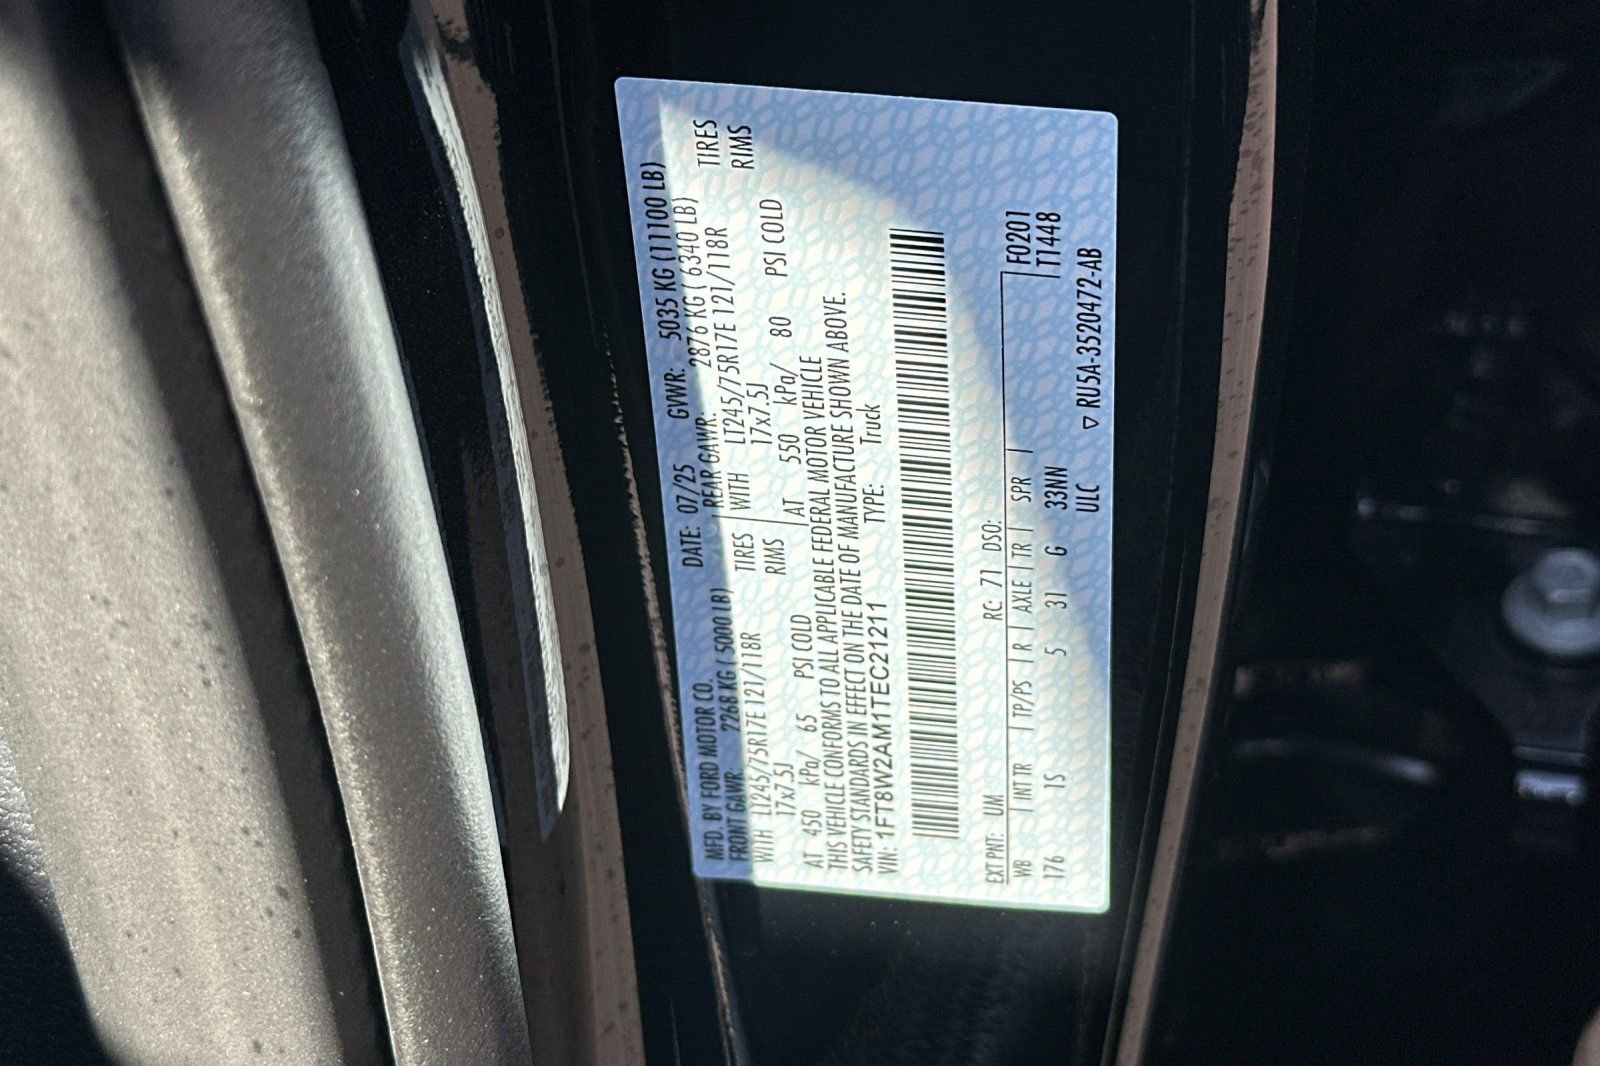 MFD. BY FORD MOTOR CO. DATE: 07/25 GVWR: 5035 KG (11100 LB)
FRONT GAWR: 2268 KG ( 5000 LB) REAR GAWR: 2876 KG ( 6340 LB)
WITH LT245/75R17E 121/118R TIRES WITH LT245/75R17E 121/118R TIRES
17x7.5J RIMS 17x7.5J RIMS
AT 450 kPa/ 65 PSI COLD AT 550 kPa/ 80 PSI COLD
THIS VEHICLE CONFORMS TO ALL APPLICABLE FEDERAL MOTOR VEHICLE
SAFETY STANDARDS IN EFFECT ON THE DATE OF MANUFACTURE SHOWN ABOVE.
VIN: 1FT8W2AM1TEC21211 TYPE: Truck
EXT PNT: UM RC: 71 DSO:
WB | INT TR | TP/PS | R | AXLE | TR | SPR | F0201
176 1S 5 31 G 33NN T1448
ULC ▽ RU5A-3520472-AB